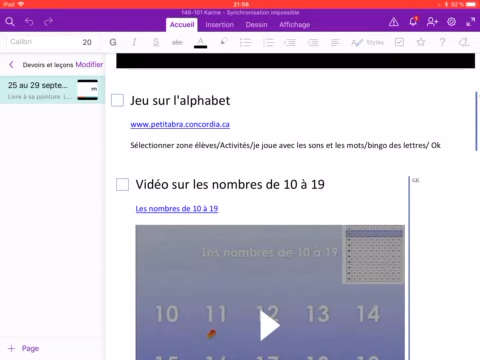 iPad
21:56
92 %
146-101 Karine - Synchronisation impossible
Accueil Insertion Dessin Affichage
Calibri 20 G I S abc A Styles
Devoirs et leçons Modifier
25 au 29 septe...
Livre à sa pointure
Jeu sur l'alphabet
www.petitabra.concordia.ca
Sélectionner zone élèves/Activités/je joue avec les sons et les mots/bingo des lettres/ Ok
Vidéo sur les nombres de 10 à 19
GK
Les nombres de 10 à 19
Les nombres de 10 à 19
10 11 12 13 14
+ Page